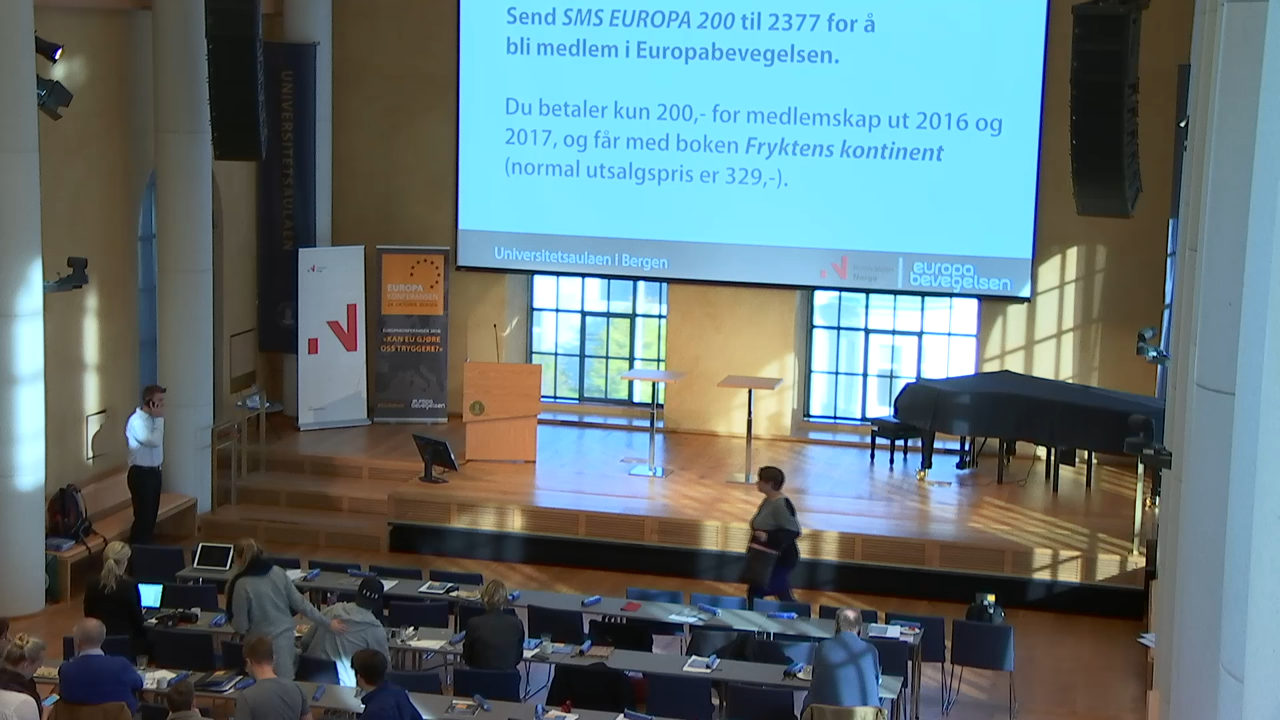 Send SMS EUROPA 200 til 2377 for å
bli medlem i Europabevegelsen.
Du betaler kun 200,- for medlemskap ut 2016 og
2017, og får med boken Fryktens kontinent
(normal utsalgspris er 329,-).
Universitetsaulaen i Bergen
europa
bevegelsen
UNIVERSITETSAULAEN
EUROPA
KONFERANSEN
«KAN EU GJØRE
OSS TRYGGERE?»